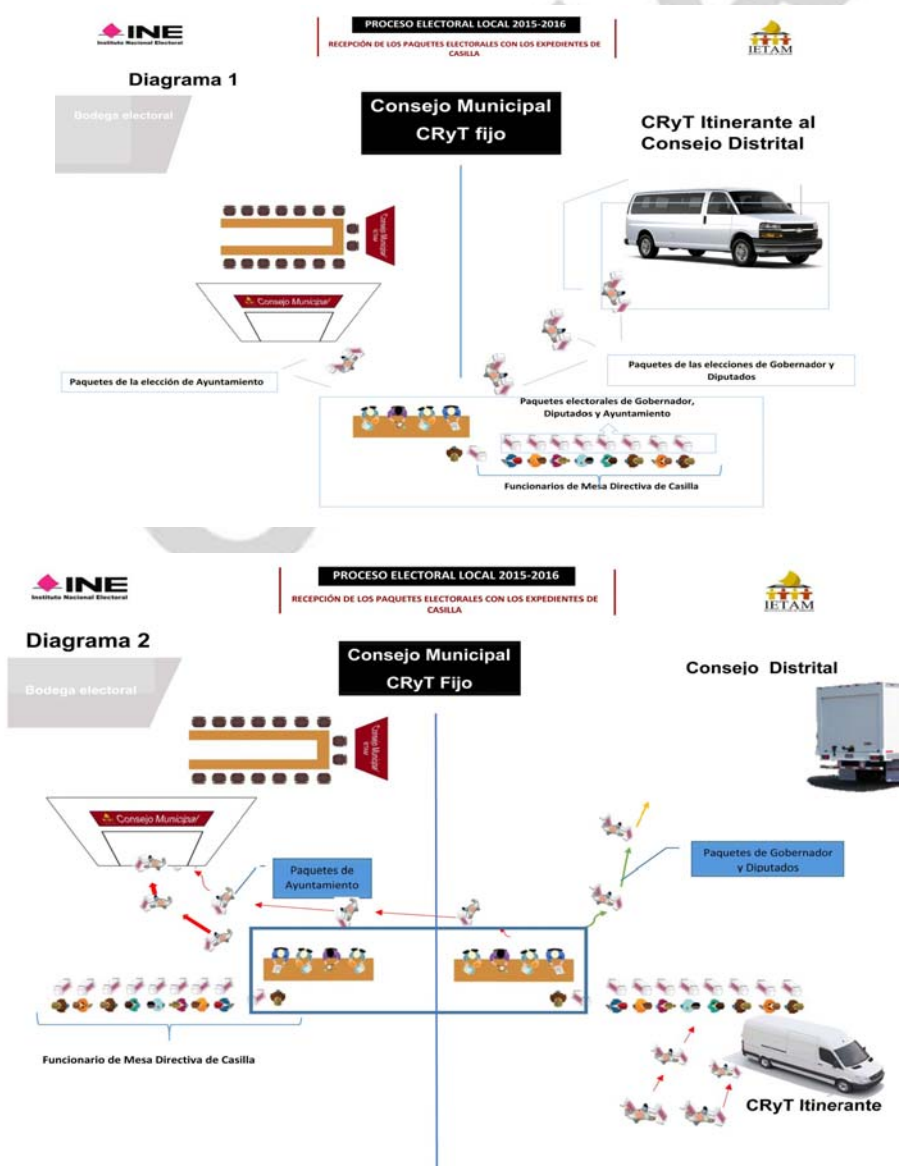 INE
Instituto Nacional Electoral
PROCESO ELECTORAL LOCAL 2015-2016
RECEPCIÓN DE LOS PAQUETES ELECTORALES CON LOS EXPEDIENTES DE
CASILLA
IETAM
Diagrama 1
Bodega electoral
Consejo Municipal
CRyT fijo
CRyT Itinerante al
Consejo Distrital
Consejo Municipal
Consejo Municipal
Paquetes de la elección de Ayuntamiento
Paquetes de las elecciones de Gobernador y
Diputados
Paquetes electorales de Gobernador,
Diputados y Ayuntamiento
Funcionarios de Mesa Directiva de Casilla
INE
Instituto Nacional Electoral
PROCESO ELECTORAL LOCAL 2015-2016
RECEPCIÓN DE LOS PAQUETES ELECTORALES CON LOS EXPEDIENTES DE
CASILLA
IETAM
Diagrama 2
Bodega electoral
Consejo Municipal
CRyT Fijo
Consejo Distrital
Consejo Municipal
Consejo Municipal
Paquetes de
Ayuntamiento
Paquetes de Gobernador
y Diputados
Funcionario de Mesa Directiva de Casilla
CRyT Itinerante